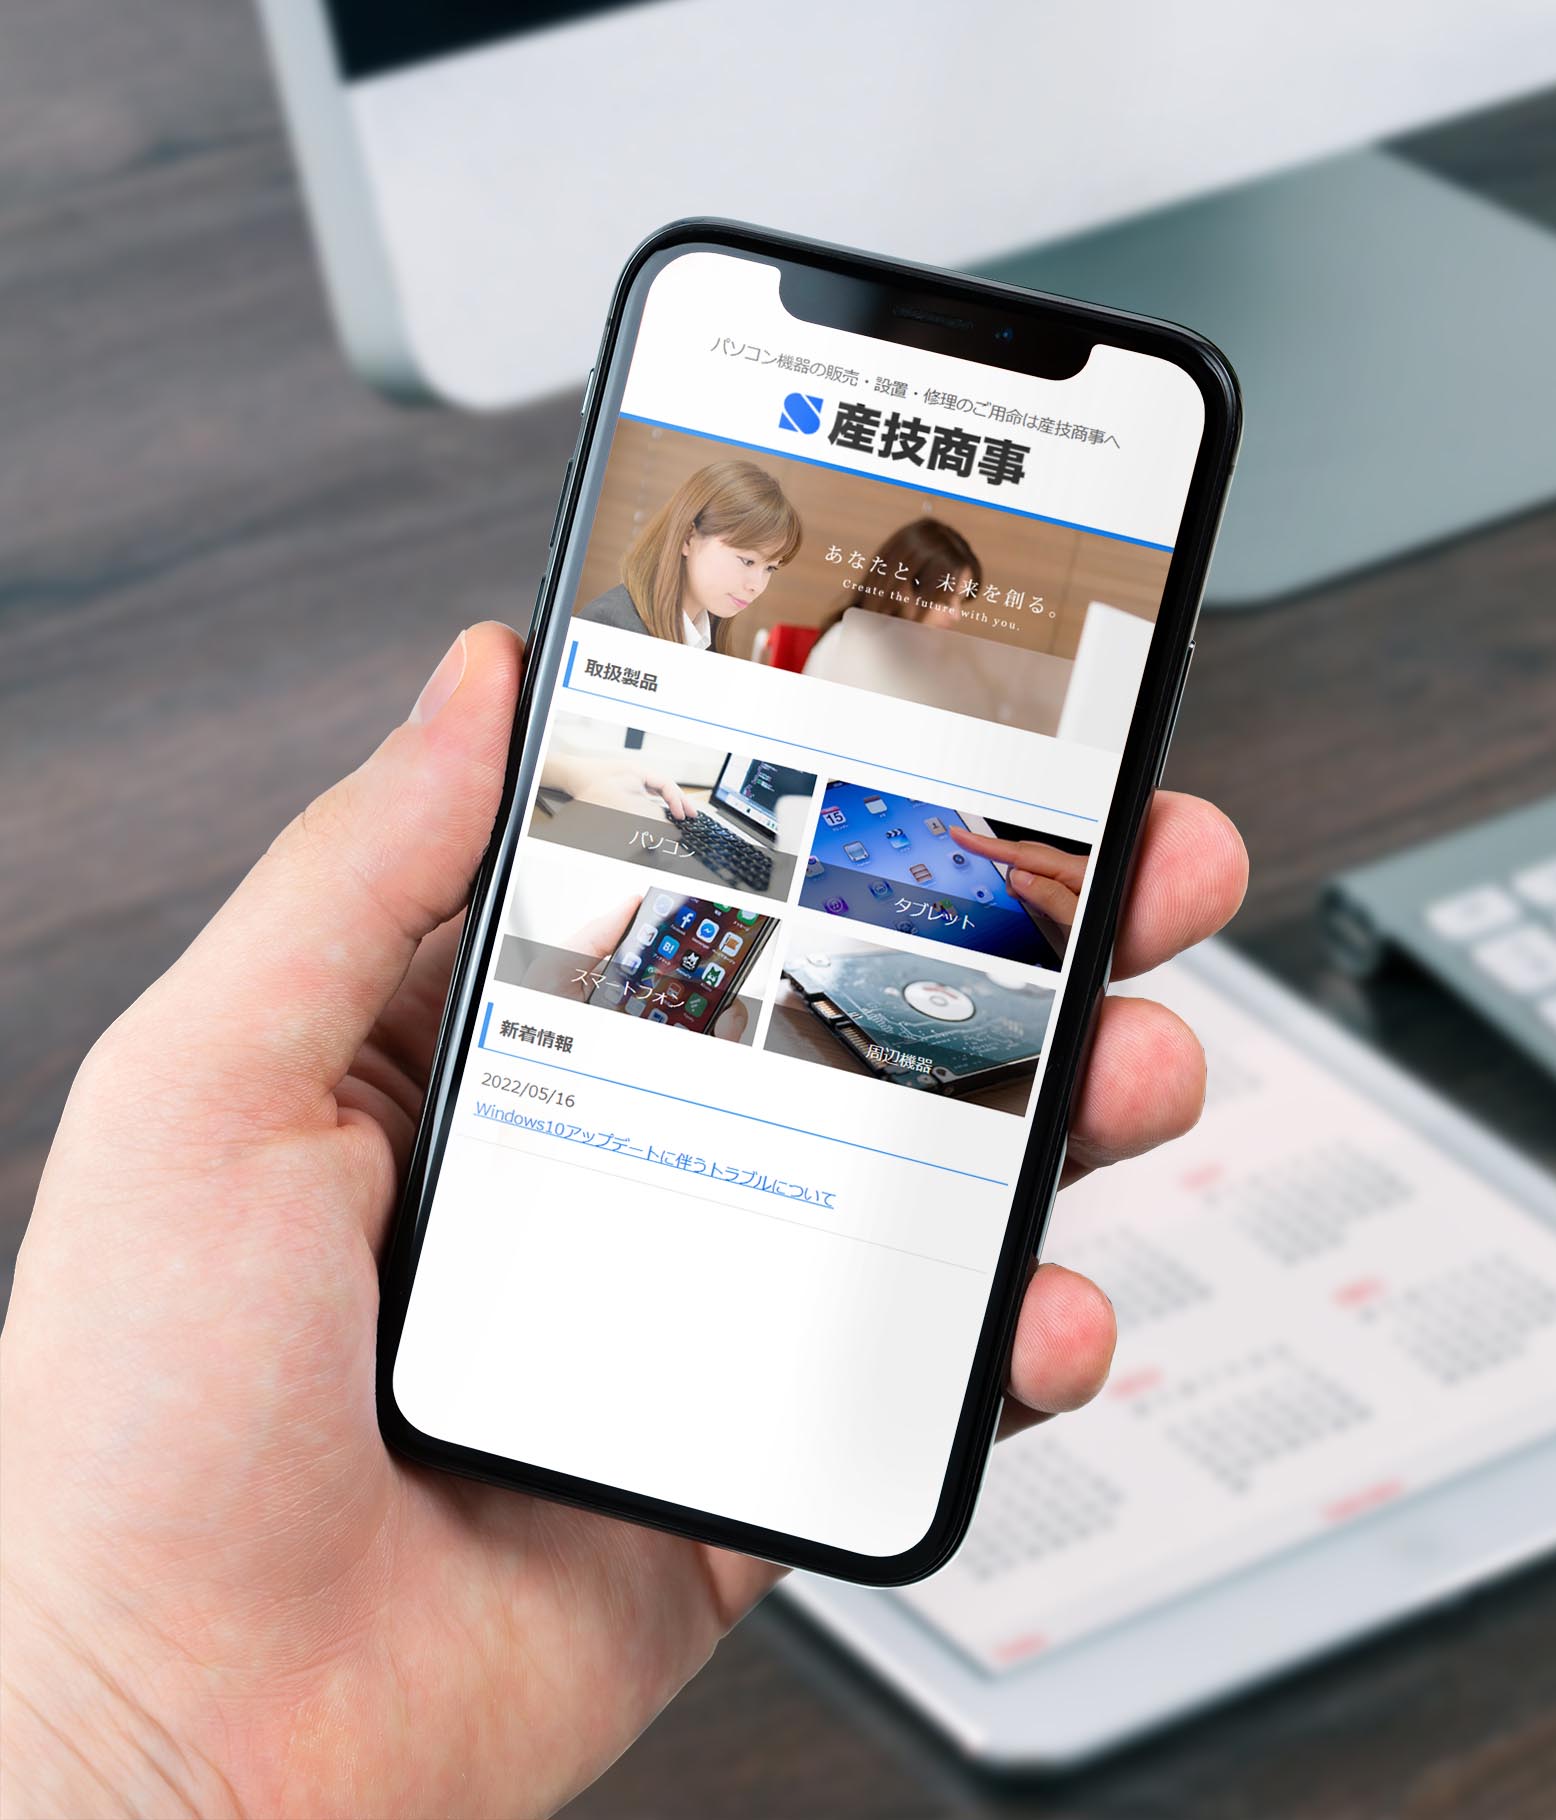 パソコン機器の販売・設置・修理のご用命は産技商事へ
産技商事
あなたと、未来を創る。
Create the future with you.
取扱製品
パソコン
タブレット
15
スマートフォン
B!
周辺機器
新着情報
2022/05/16
Windows10アップデートに伴うトラブルについて